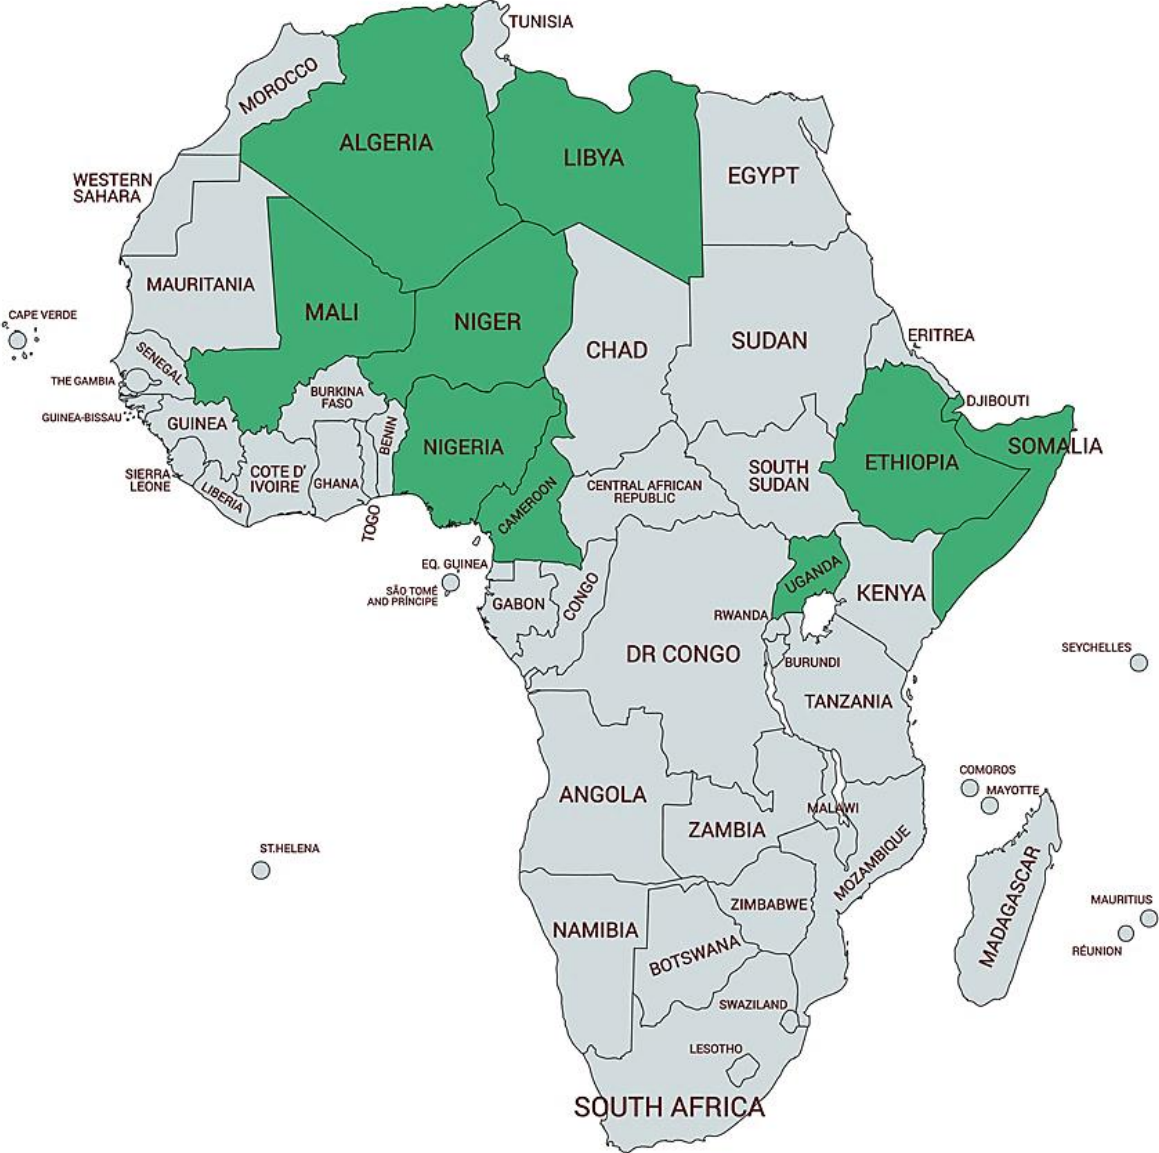 TUNISIA
MOROCCO
ALGERIA
LIBYA
EGYPT
WESTERN
SAHARA
MAURITANIA
MALI
NIGER
CAPE VERDE
CHAD
SUDAN
ERITREA
SENEGAL
THE GAMBIA
BURKINA
FASO
DJIBOUTI
GUINEA-BISSAU
GUINEA
BENIN
NIGERIA
SOMALIA
ETHIOPIA
SIERRA
LEONE
LIBERIA
COTE D'
IVOIRE
GHANA
TOGO
CAMEROON
CENTRAL AFRICAN
REPUBLIC
SOUTH
SUDAN
EQ. GUINEA
SÃO TOMÉ
AND PRÍNCIPE
GABON
CONGO
UGANDA
KENYA
RWANDA
DR CONGO
BURUNDI
SEYCHELLES
TANZANIA
COMOROS
MAYOTTE
ANGOLA
ZAMBIA
MALAWI
MOZAMBIQUE
ST.HELENA
MADAGASCAR
ZIMBABWE
MAURITIUS
NAMIBIA
BOTSWANA
RÉUNION
SWAZILAND
LESOTHO
SOUTH AFRICA